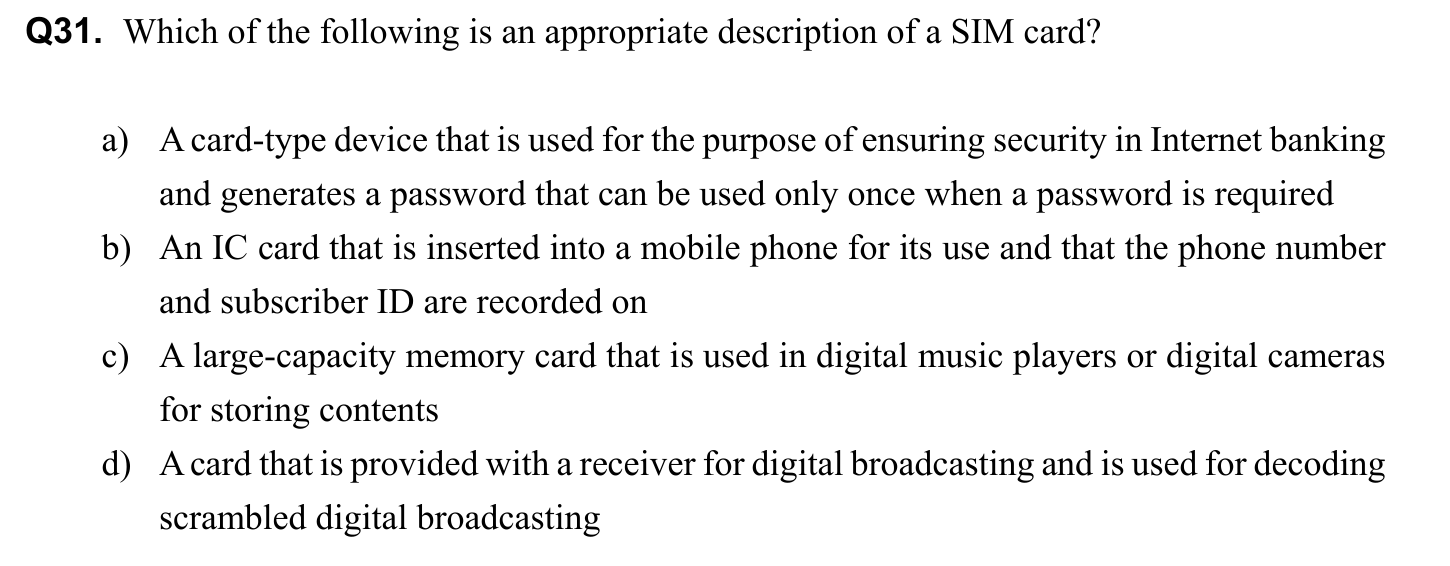 Q31. Which of the following is an appropriate description of a SIM card?
a) A card-type device that is used for the purpose of ensuring security in Internet banking
and generates a password that can be used only once when a password is required
b) An IC card that is inserted into a mobile phone for its use and that the phone number
and subscriber ID are recorded on
c) A large-capacity memory card that is used in digital music players or digital cameras
for storing contents
d) A card that is provided with a receiver for digital broadcasting and is used for decoding
scrambled digital broadcasting